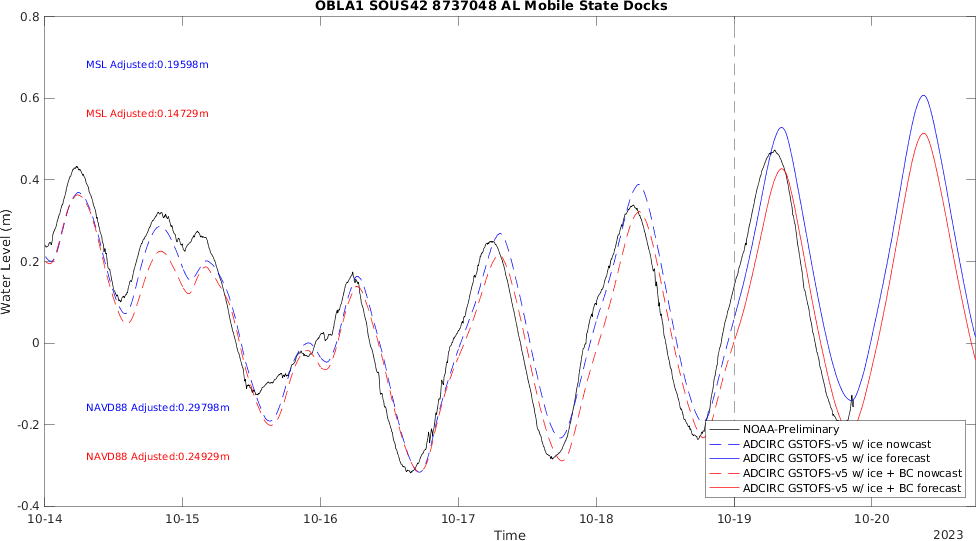 OBLA1 SOUS42 8737048 AL Mobile State Docks
0.8
0.6
0.4
0.2
0
-0.2
-0.4
Water Level (m)
MSL Adjusted:0.19598m
MSL Adjusted:0.14729m
NAVD88 Adjusted:0.29798m
NAVD88 Adjusted:0.24929m
NOAA-Preliminary
ADCIRC GSTOFS-v5 w/ ice nowcast
ADCIRC GSTOFS-v5 w/ ice forecast
ADCIRC GSTOFS-v5 w/ ice + BC nowcast
ADCIRC GSTOFS-v5 w/ ice + BC forecast
10-14 10-15 10-16 10-17 10-18 10-19 10-20
Time
2023